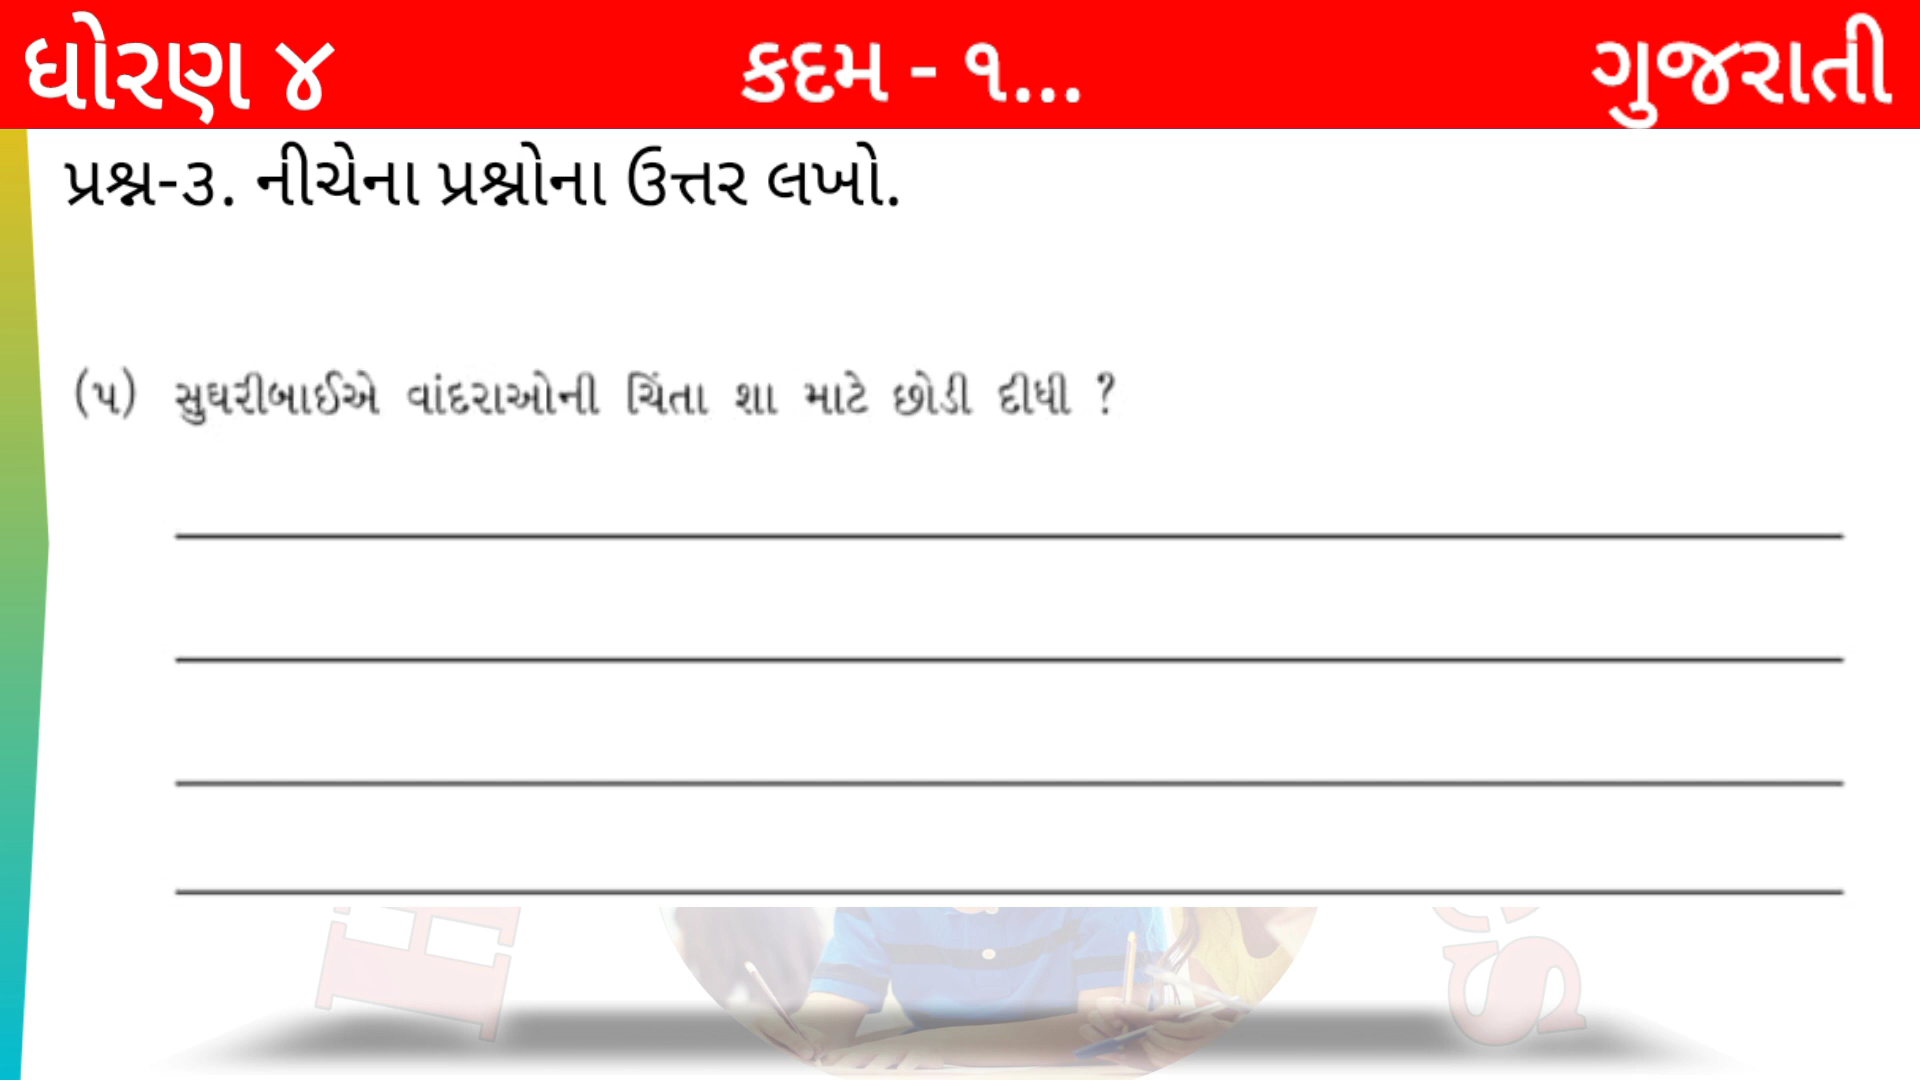 ધોરણ ૪ કદમ - ૧... ગુજરાતી
પ્રશ્ન-૩. નીચેના પ્રશ્નોના ઉત્તર લખો.
(૫) સુઘરીબાઈએ વાંદરાઓની ચિંતા શા માટે છોડી દીધી ?